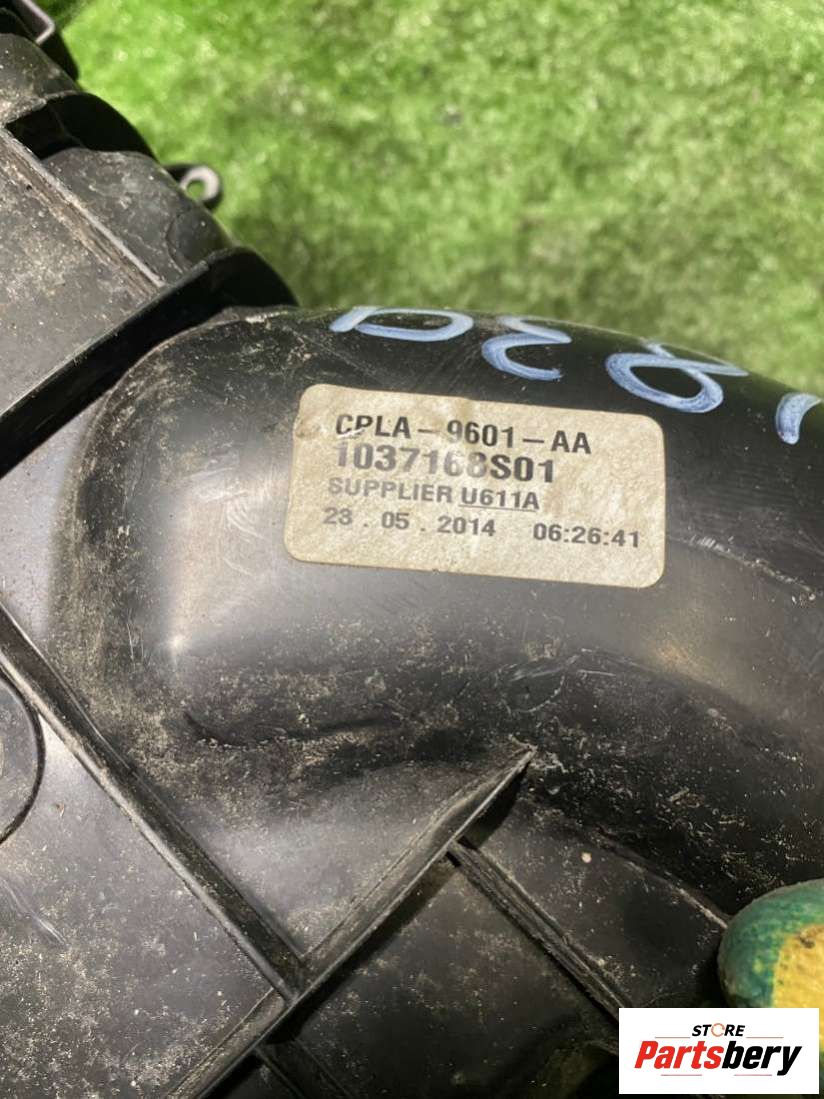 CPLA-9601-AA
1037168S01
SUPPLIER U611A
23.05.2014 06:26:41
STORE
Partsbery